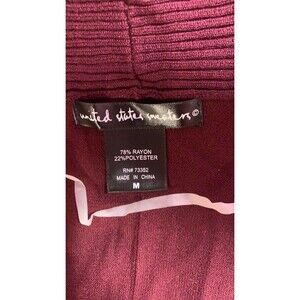 united states sweaters©
78% RAYON
22%POLYESTER
RN# 73352
MADE IN CHINA
M